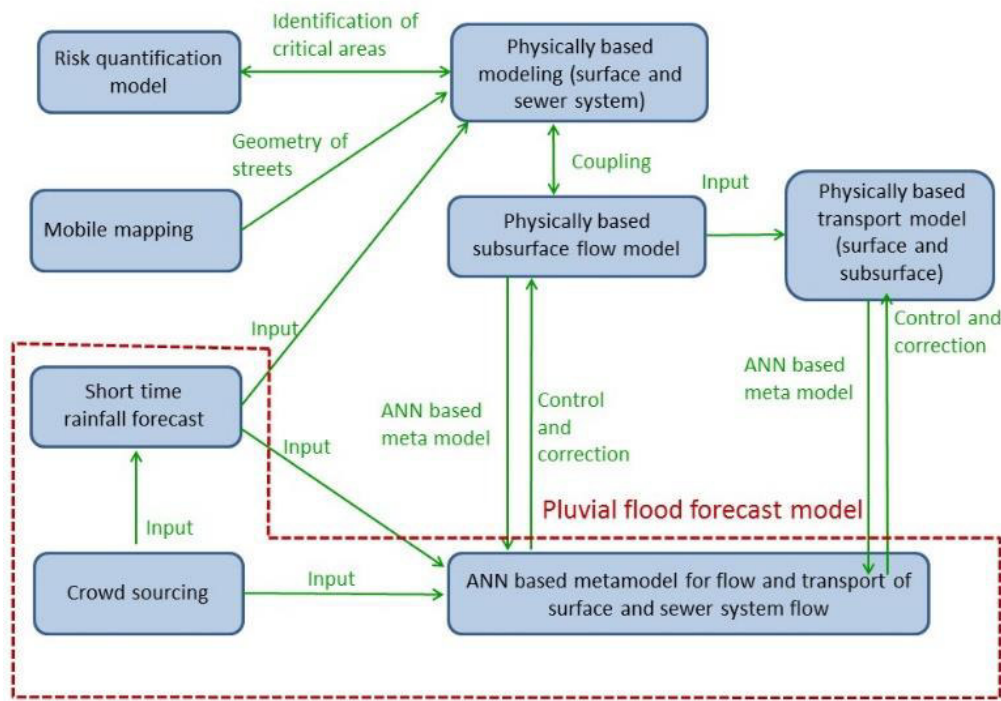 Identification of
critical areas
Risk quantification
model
Physically based
modeling (surface and
sewer system)
Geometry of
streets
Coupling
Mobile mapping
Physically based
subsurface flow model
Input
Physically based
transport model
(surface and
subsurface)
Input
Control and
correction
ANN based
meta model
Short time
rainfall forecast
ANN based
meta model
Control
and
correction
Input
Pluvial flood forecast model
Input
Crowd sourcing
Input
ANN based metamodel for flow and transport of
surface and sewer system flow